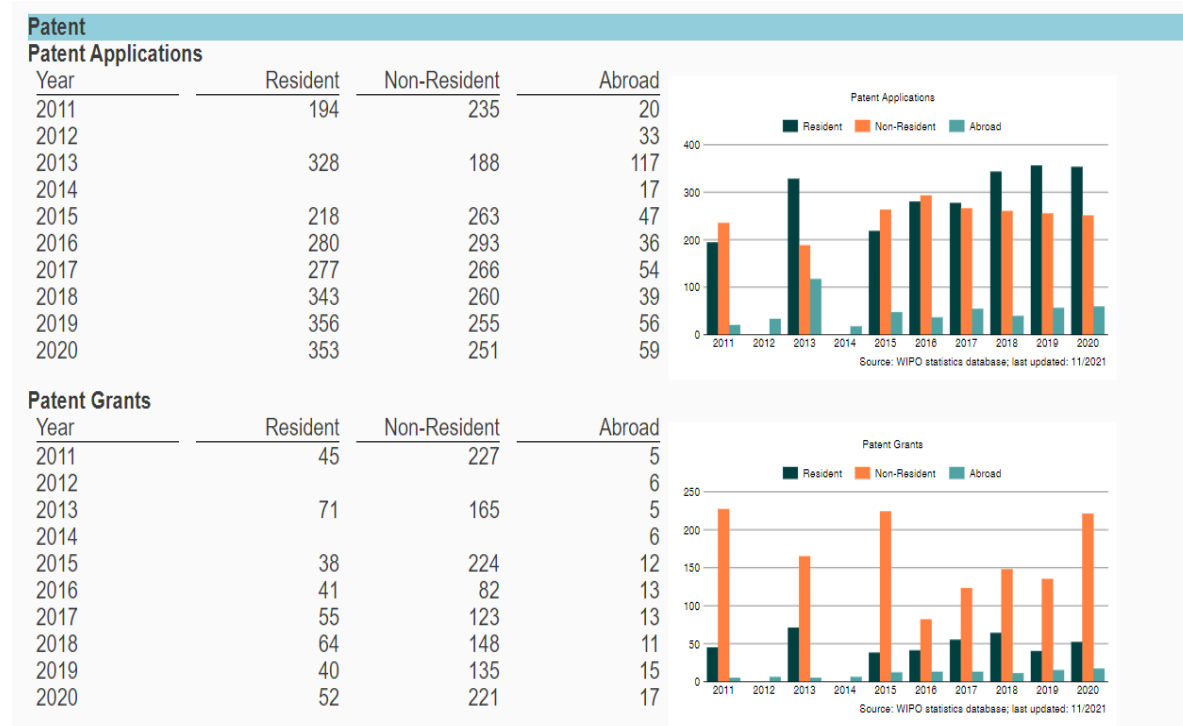 Patent
Patent Applications
Year Resident Non-Resident Abroad
2011 194 235 20
2012 33
2013 328 188 117
2014 17
2015 218 263 47
2016 280 293 36
2017 277 266 54
2018 343 260 39
2019 356 255 56
2020 353 251 59
Patent Applications
Resident Non-Resident Abroad
400
300
200
100
0
2011 2012 2013 2014 2015 2016 2017 2018 2019 2020
Source: WIPO statistics database; last updated: 11/2021
Patent Grants
Year Resident Non-Resident Abroad
2011 45 227 5
2012 6
2013 71 165 5
2014 6
2015 38 224 12
2016 41 82 13
2017 55 123 13
2018 64 148 11
2019 40 135 15
2020 52 221 17
Patent Grants
Resident Non-Resident Abroad
250
200
150
100
50
0
2011 2012 2013 2014 2015 2016 2017 2018 2019 2020
Source: WIPO statistics database; last updated: 11/2021